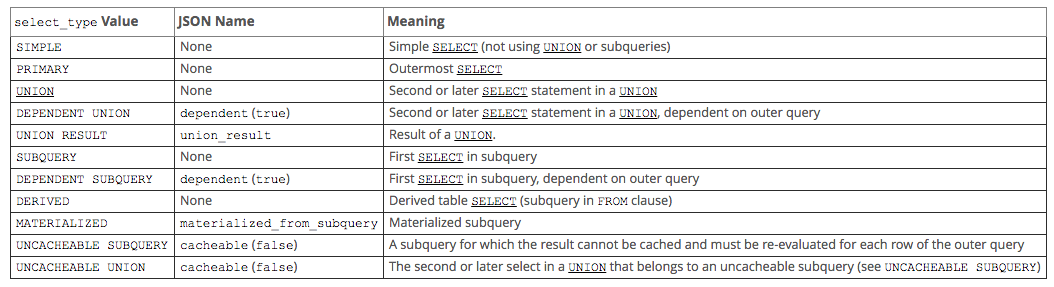 select_type Value JSON Name Meaning
SIMPLE None Simple SELECT (not using UNION or subqueries)
PRIMARY None Outermost SELECT
UNION None Second or later SELECT statement in a UNION
DEPENDENT UNION dependent (true) Second or later SELECT statement in a UNION, dependent on outer query
UNION RESULT union_result Result of a UNION.
SUBQUERY None First SELECT in subquery
DEPENDENT SUBQUERY dependent (true) First SELECT in subquery, dependent on outer query
DERIVED None Derived table SELECT (subquery in FROM clause)
MATERIALIZED materialized_from_subquery Materialized subquery
UNCACHEABLE SUBQUERY cacheable (false) A subquery for which the result cannot be cached and must be re-evaluated for each row of the outer query
UNCACHEABLE UNION cacheable (false) The second or later select in a UNION that belongs to an uncacheable subquery (see UNCACHEABLE SUBQUERY)